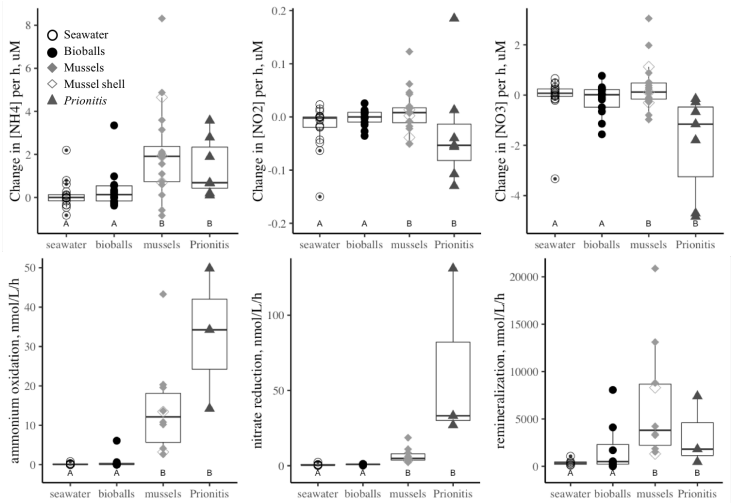 Seawater
Bioballs
Mussels
Mussel shell
Prionitis
Change in [NH4] per h, uM
8
6
4
2
0
A
A
B
B
seawater bioballs mussels Prionitis
Change in [NO2] per h, uM
0.1
0.0
-0.1
-0.2
A
A
B
B
seawater bioballs mussels Prionitis
Change in [NO3] per h, uM
2
0
-2
-4
A
A
B
B
seawater bioballs mussels Prionitis
ammonium oxidation, nmol/L/h
50
40
30
20
10
0
A
A
B
B
seawater bioballs mussels Prionitis
nitrate reduction, nmol/L/h
100
50
0
A
A
B
B
seawater bioballs mussels Prionitis
remineralization, nmol/L/h
20000
15000
10000
5000
0
A
A
B
B
seawater bioballs mussels Prionitis